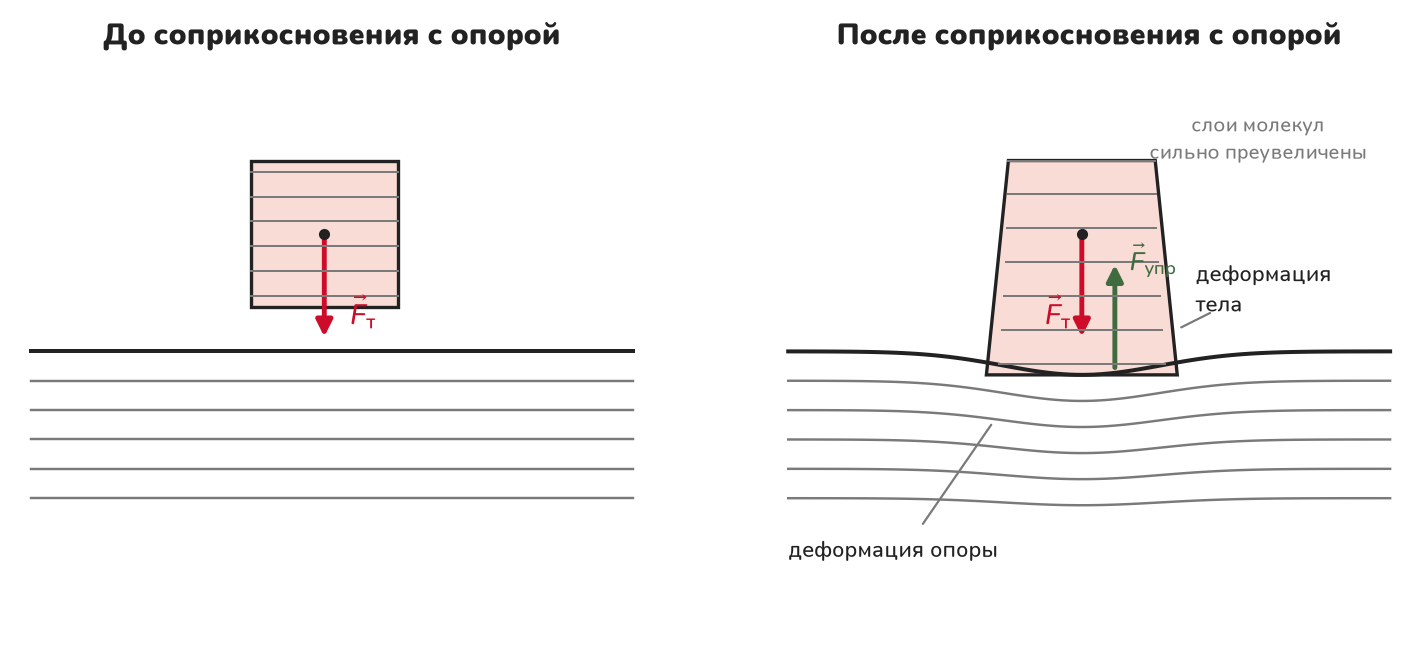 До соприкосновения с опорой
После соприкосновения с опорой
слои молекул
сильно преувеличены
F⃗упр
деформация
тела
F⃗т
F⃗т
деформация опоры